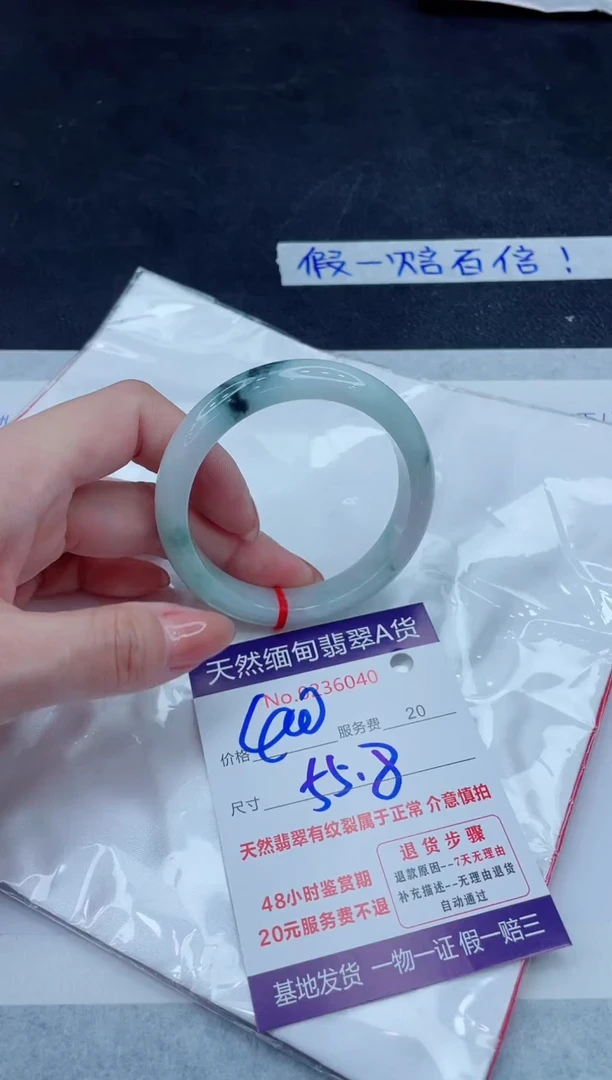 假一赔百倍！
天然缅甸翡翠A货
No.0236040
价格
服务费 20
尺寸 55.8
天然翡翠有纹裂属于正常 介意慎拍
48小时鉴赏期
20元服务费不退
退货步骤
退款原因--7天无理由
补充描述--无理由退货
自动通过
基地发货 一物一证 假一赔三